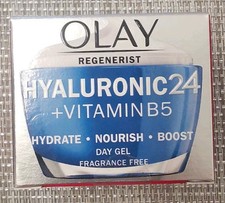 OLAY
REGENERIST
HYALURONIC24
+VITAMIN B5
HYDRATE • NOURISH • BOOST
DAY GEL
FRAGRANCE FREE